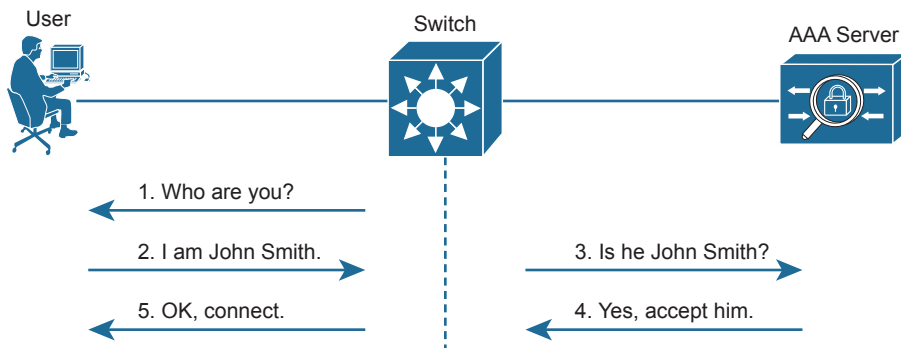 User
Switch
AAA Server
1. Who are you?
2. I am John Smith.
3. Is he John Smith?
5. OK, connect.
4. Yes, accept him.